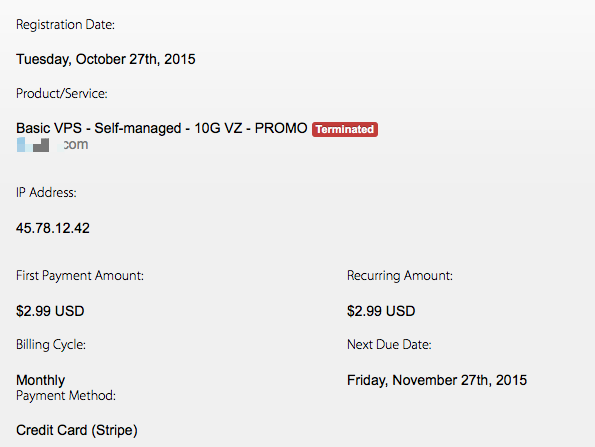 Registration Date:
Tuesday, October 27th, 2015
Product/Service:
Basic VPS - Self-managed - 10G VZ - PROMO Terminated
.com
IP Address:
45.78.12.42
First Payment Amount:
$2.99 USD
Recurring Amount:
$2.99 USD
Billing Cycle:
Monthly
Next Due Date:
Friday, November 27th, 2015
Payment Method:
Credit Card (Stripe)